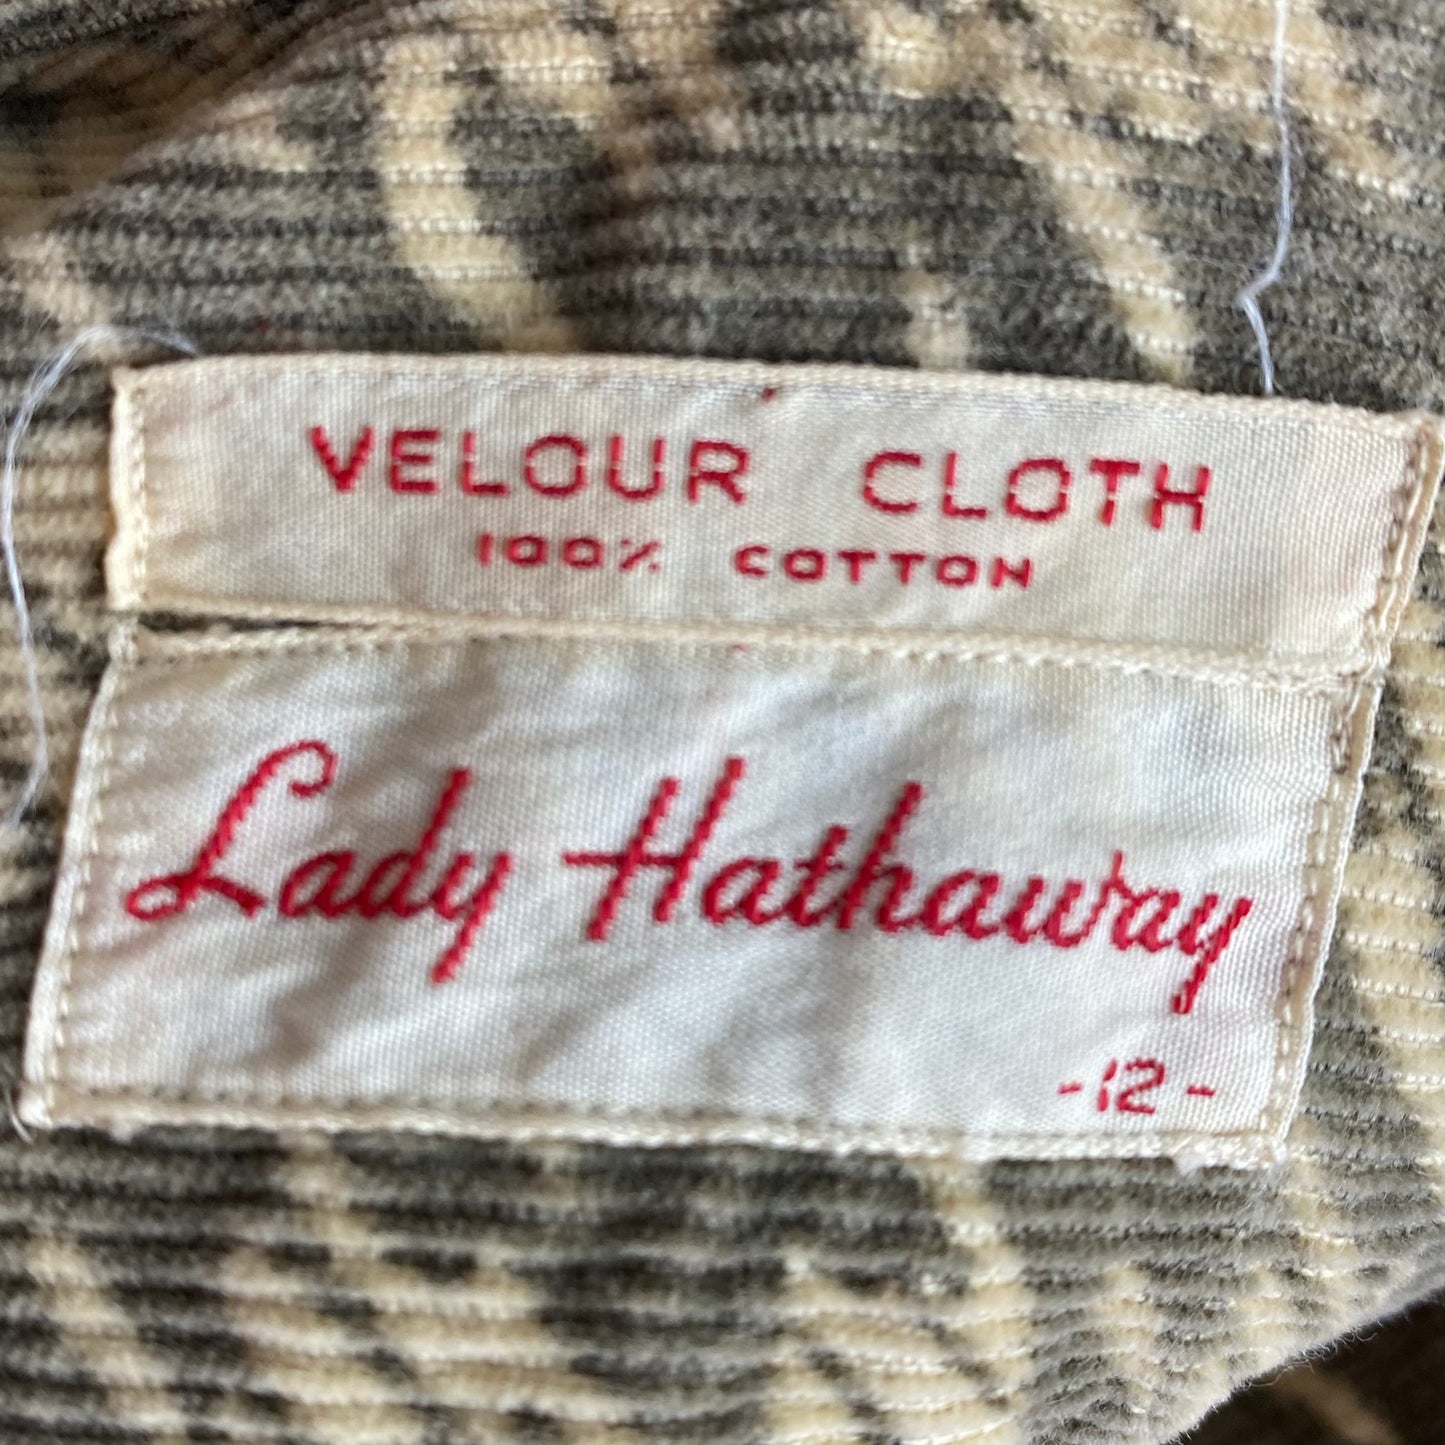 VELOUR CLOTH
100% COTTON
Lady Hathaway
-12-